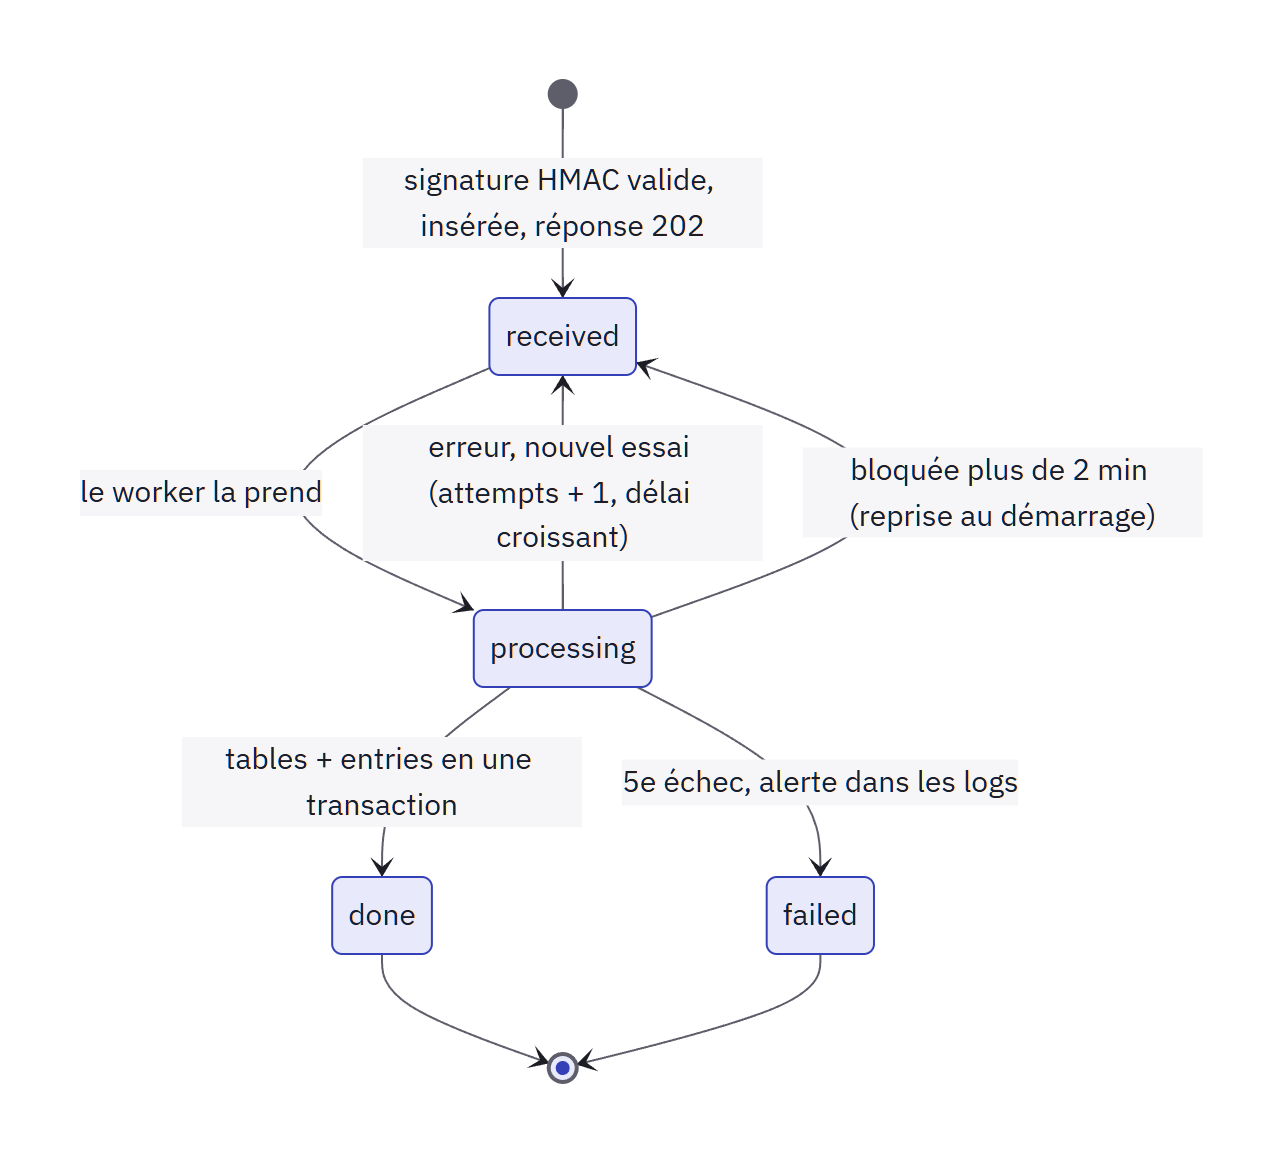 signature HMAC valide,
insérée, réponse 202
received
le worker la prend
erreur, nouvel essai
(attempts + 1, délai
croissant)
bloquée plus de 2 min
(reprise au démarrage)
processing
tables + entries en une
transaction
5e échec, alerte dans les logs
done
failed